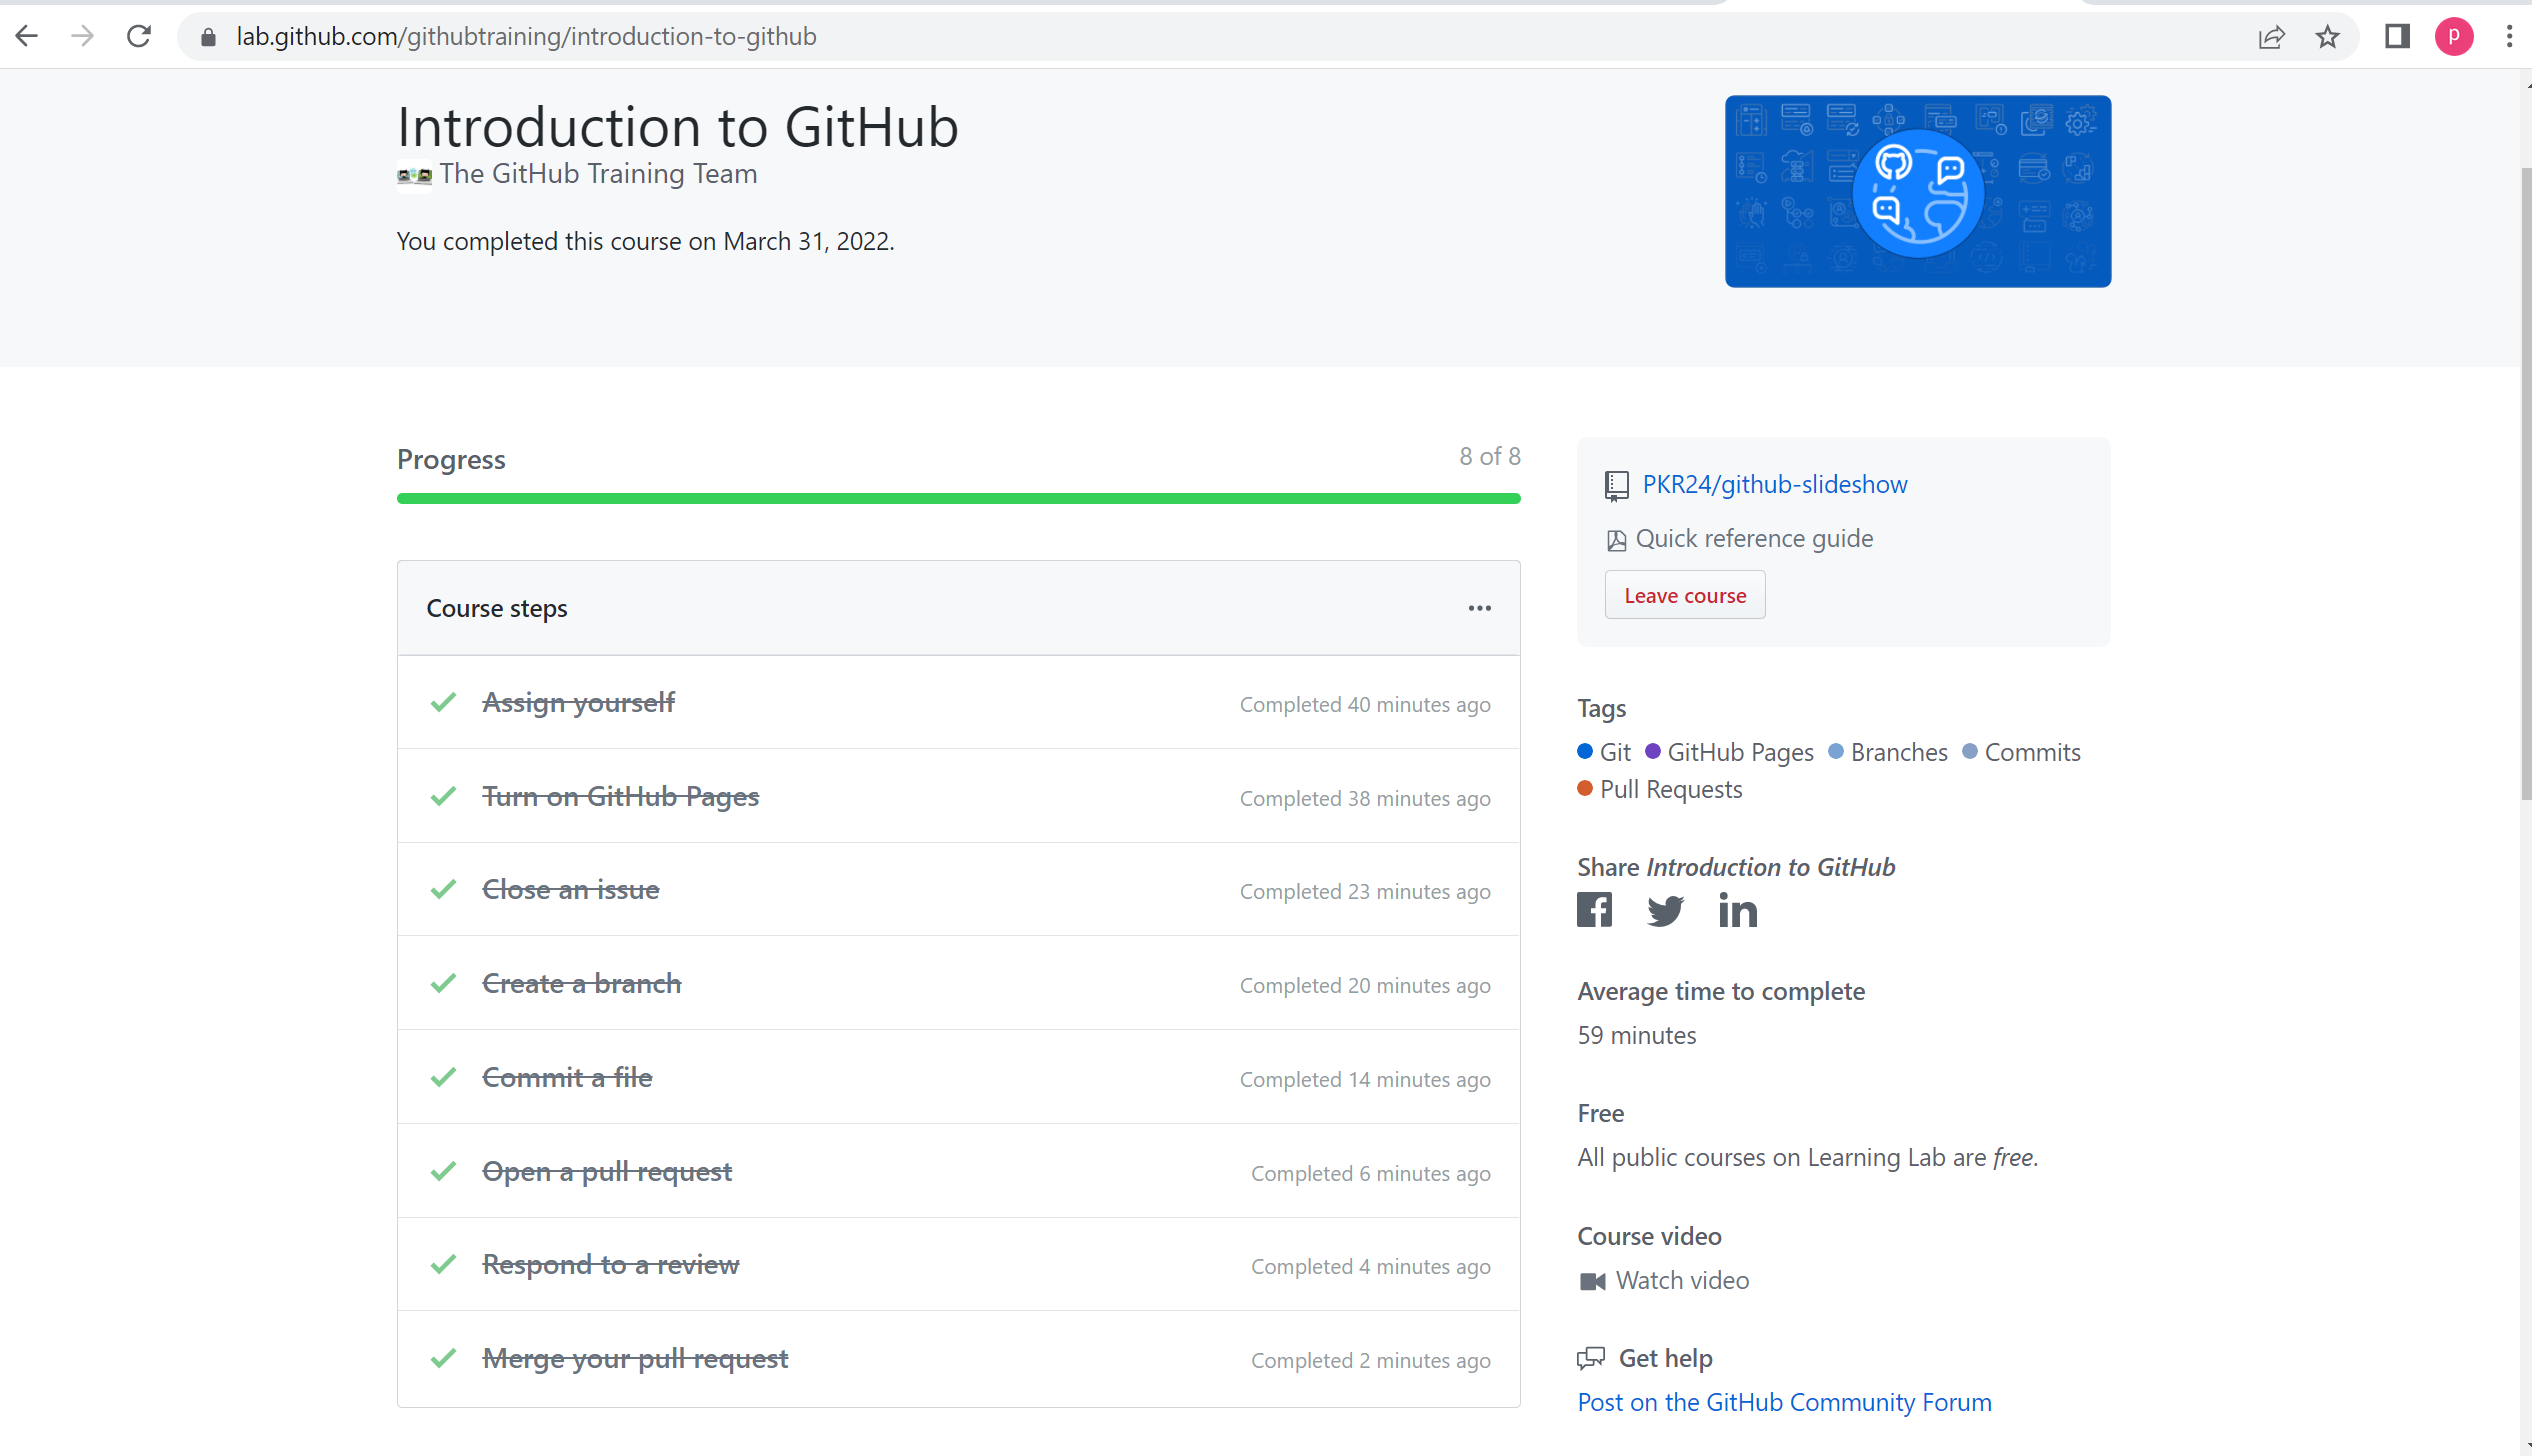 lab.github.com/githubtraining/introduction-to-github
p
Introduction to GitHub
The GitHub Training Team
You completed this course on March 31, 2022.
Progress
8 of 8
Course steps
Assign yourself
Completed 40 minutes ago
Turn on GitHub Pages
Completed 38 minutes ago
Close an issue
Completed 23 minutes ago
Create a branch
Completed 20 minutes ago
Commit a file
Completed 14 minutes ago
Open a pull request
Completed 6 minutes ago
Respond to a review
Completed 4 minutes ago
Merge your pull request
Completed 2 minutes ago
PKR24/github-slideshow
Quick reference guide
Leave course
Tags
Git GitHub Pages Branches Commits
Pull Requests
Share Introduction to GitHub
Average time to complete
59 minutes
Free
All public courses on Learning Lab are free.
Course video
Watch video
Get help
Post on the GitHub Community Forum